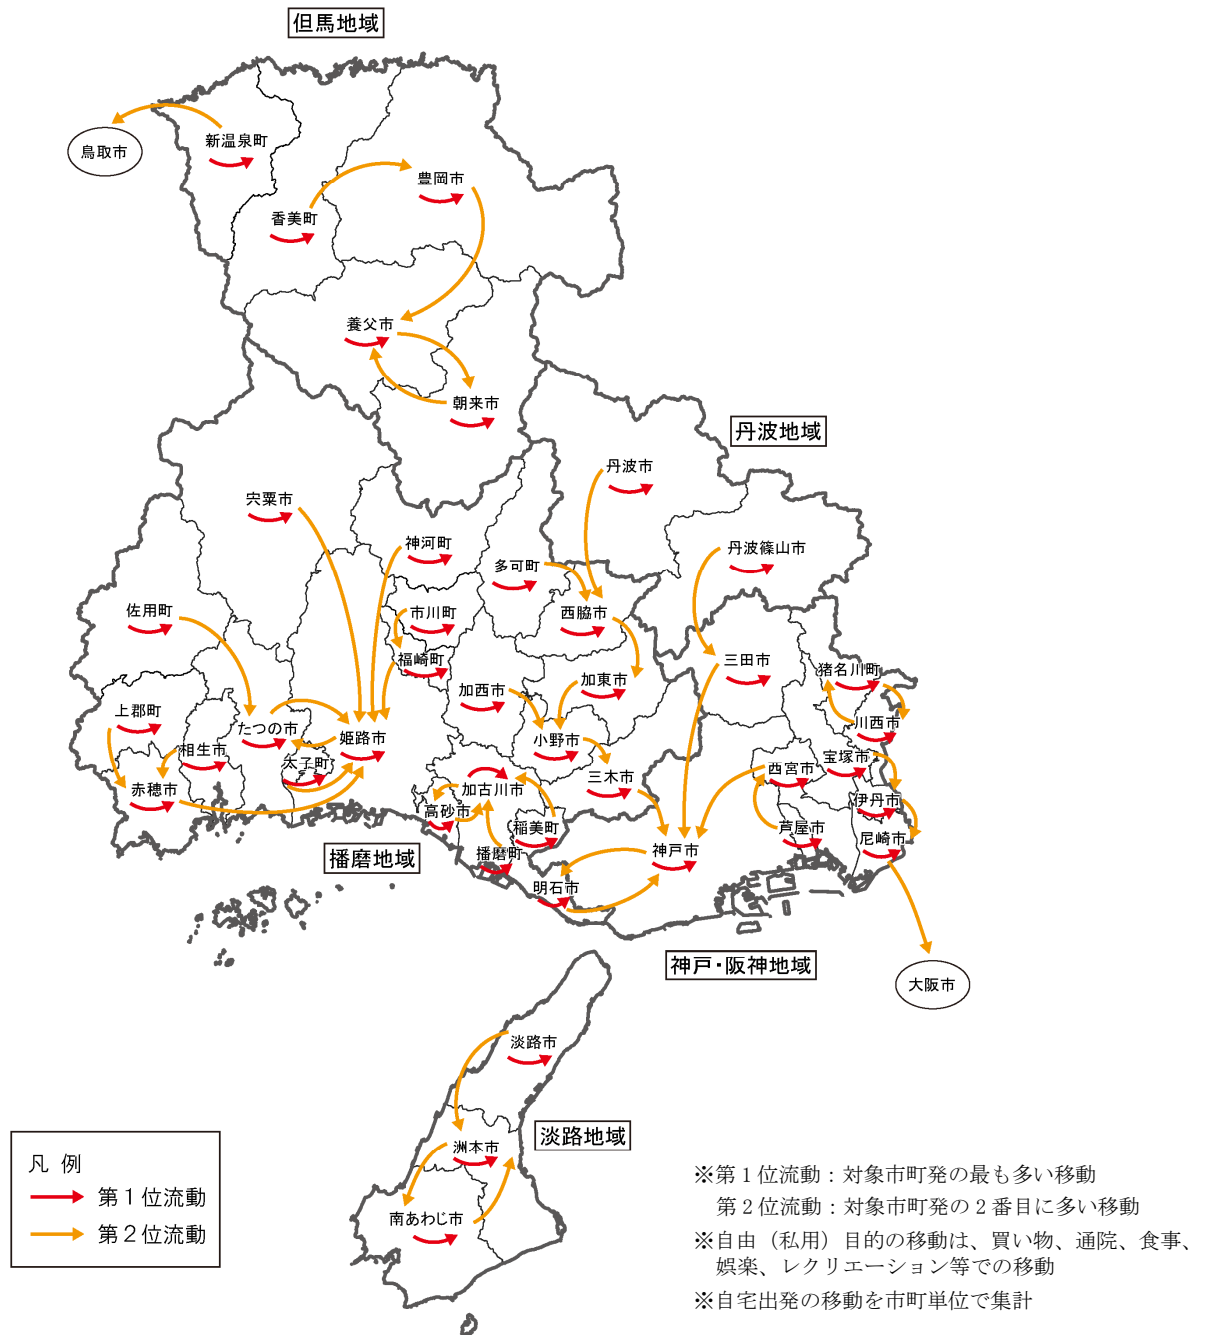 但馬地域
鳥取市
新温泉町
豊岡市
香美町
養父市
朝来市
丹波地域
丹波市
宍粟市
神河町
多可町
丹波篠山市
佐用町
市川町
西脇市
福崎町
三田市
猪名川町
加西市
加東市
上郡町
たつの市
姫路市
小野市
川西市
相生市
太子町
三木市
西宮市
宝塚市
赤穂市
加古川市
高砂市
伊丹市
稲美町
芦屋市
尼崎市
播磨地域
播磨町
神戸市
明石市
神戸・阪神地域
大阪市
淡路市
淡路地域
洲本市
南あわじ市
凡 例
第1位流動
第2位流動
※第1位流動：対象市町発の最も多い移動
第2位流動：対象市町発の2番目に多い移動
※自由（私用）目的の移動は、買い物、通院、食事、
娯楽、レクリエーション等での移動
※自宅出発の移動を市町単位で集計